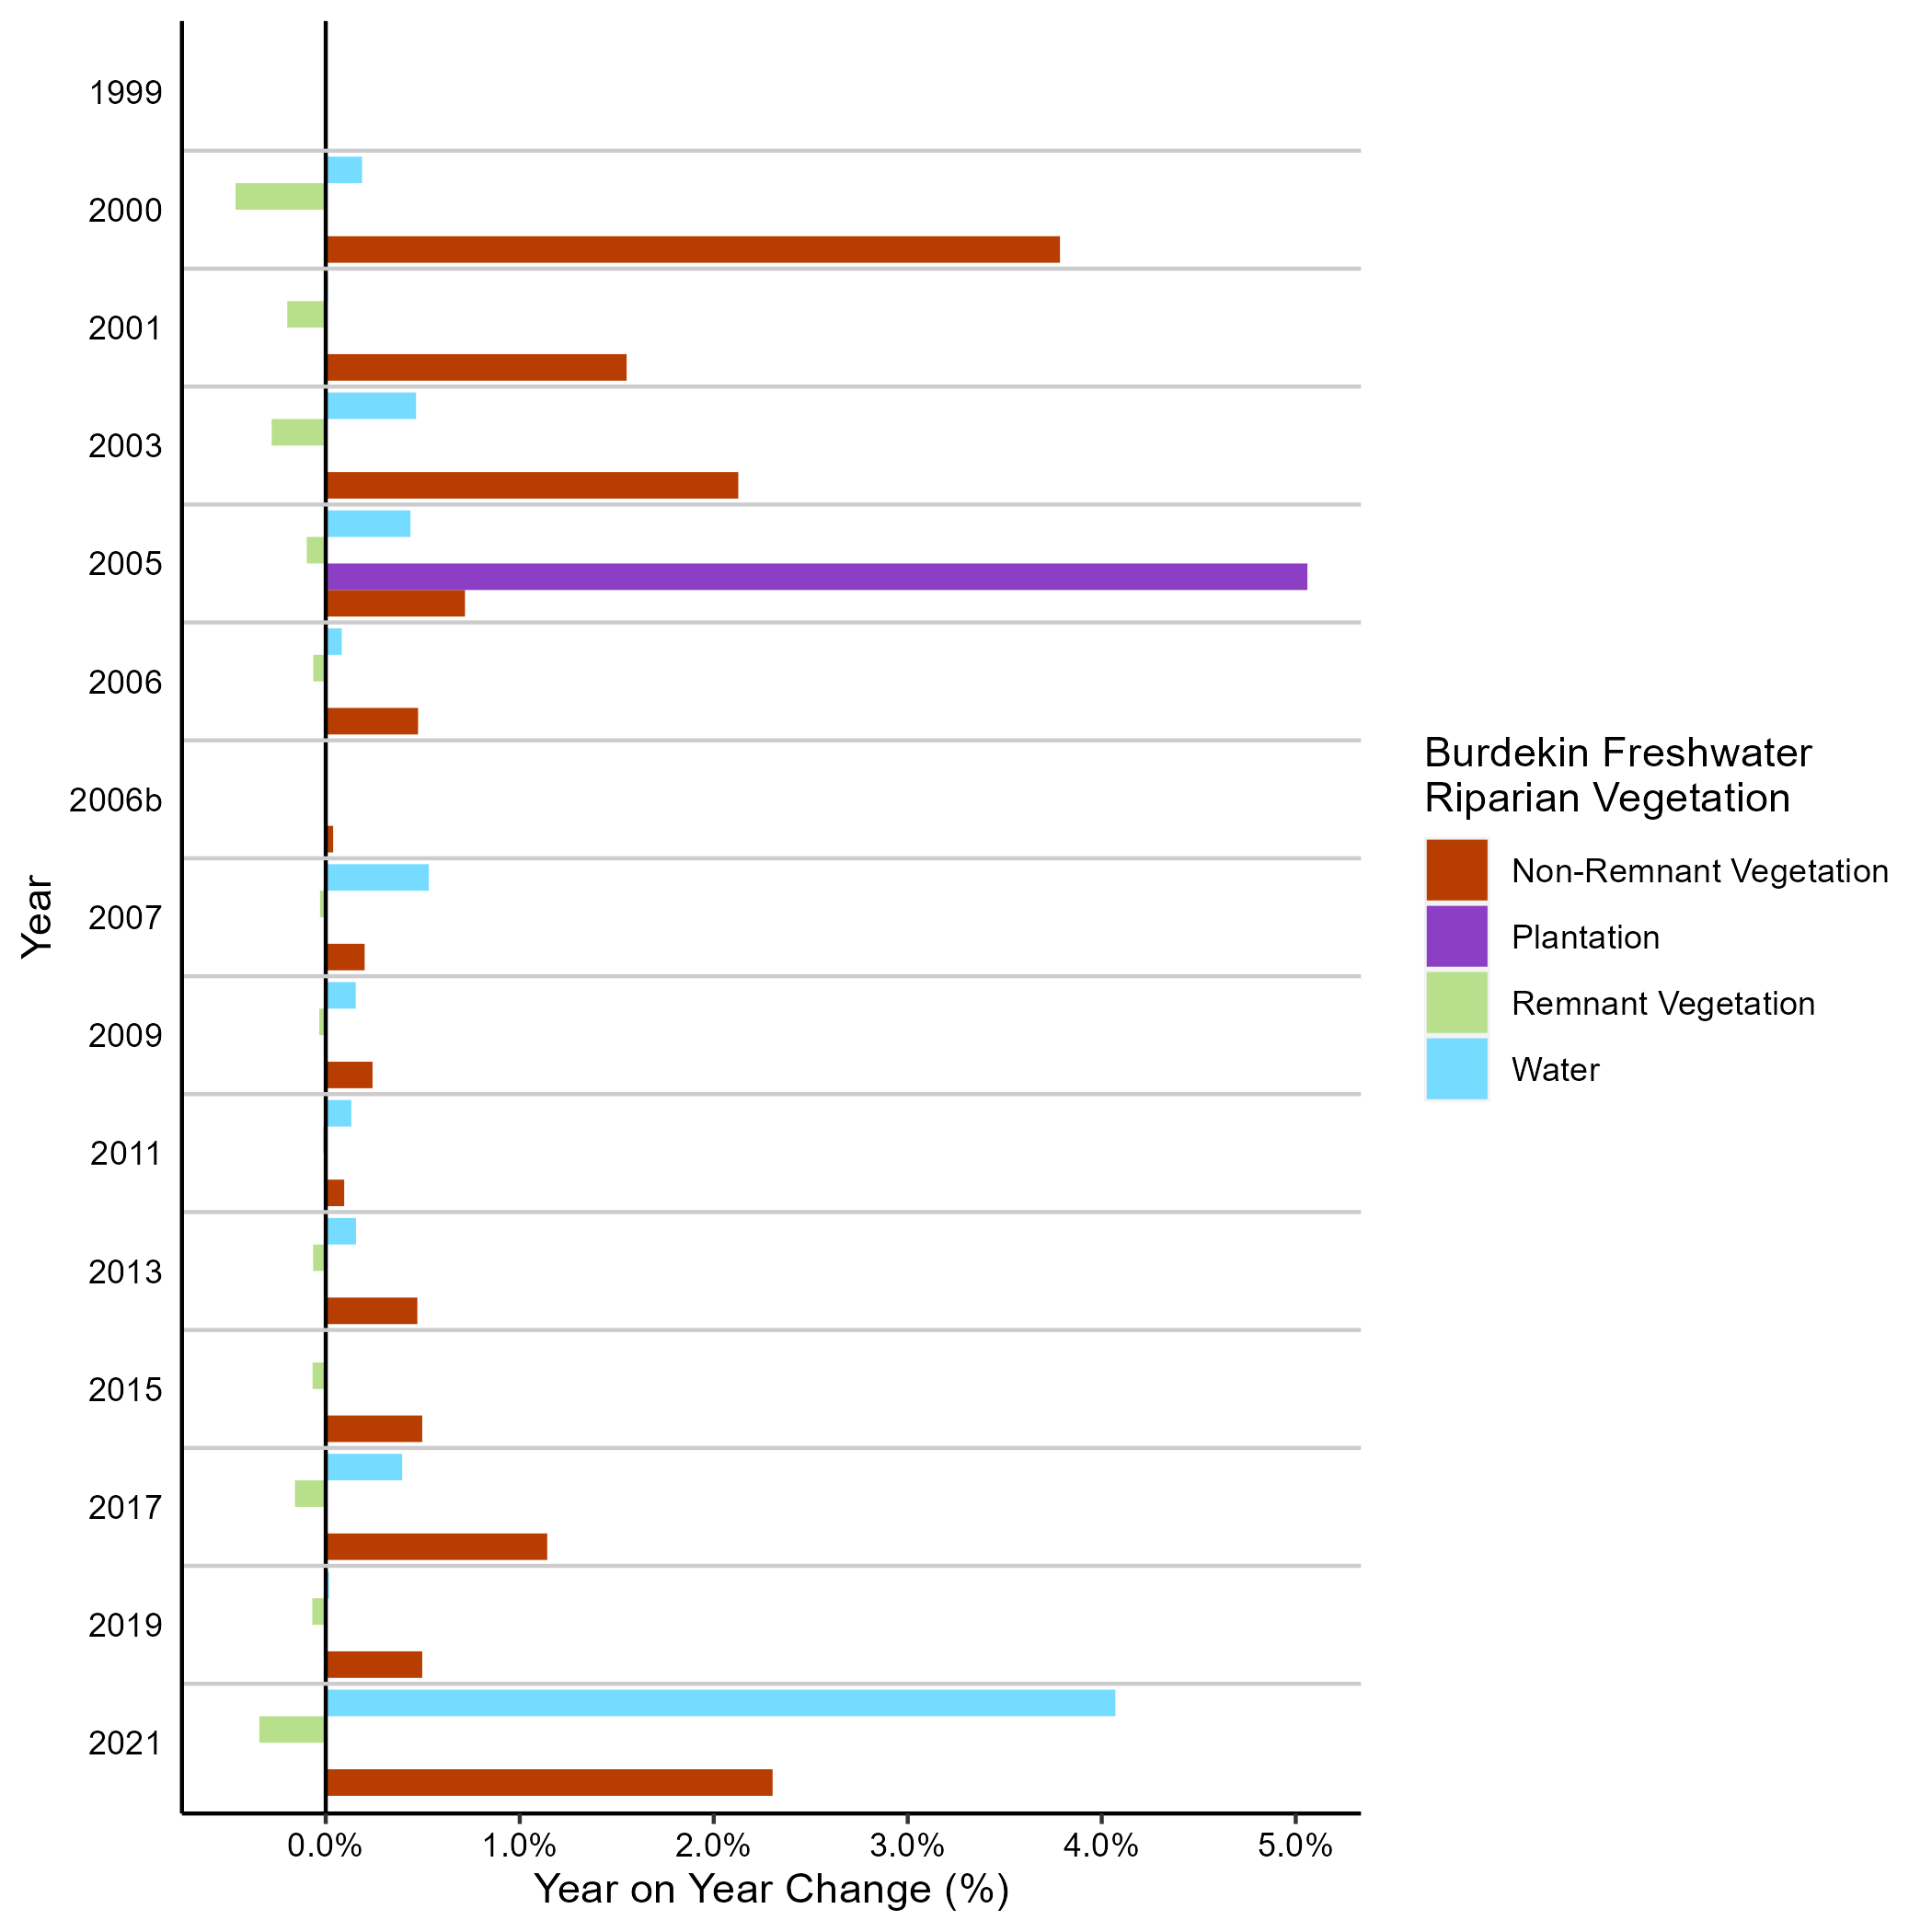 1999
2000
2001
2003
2005
2006
2006b
2007
2009
2011
2013
2015
2017
2019
2021
Year
0.0% 1.0% 2.0% 3.0% 4.0% 5.0%
Year on Year Change (%)
Burdekin Freshwater
Riparian Vegetation
Non-Remnant Vegetation
Plantation
Remnant Vegetation
Water